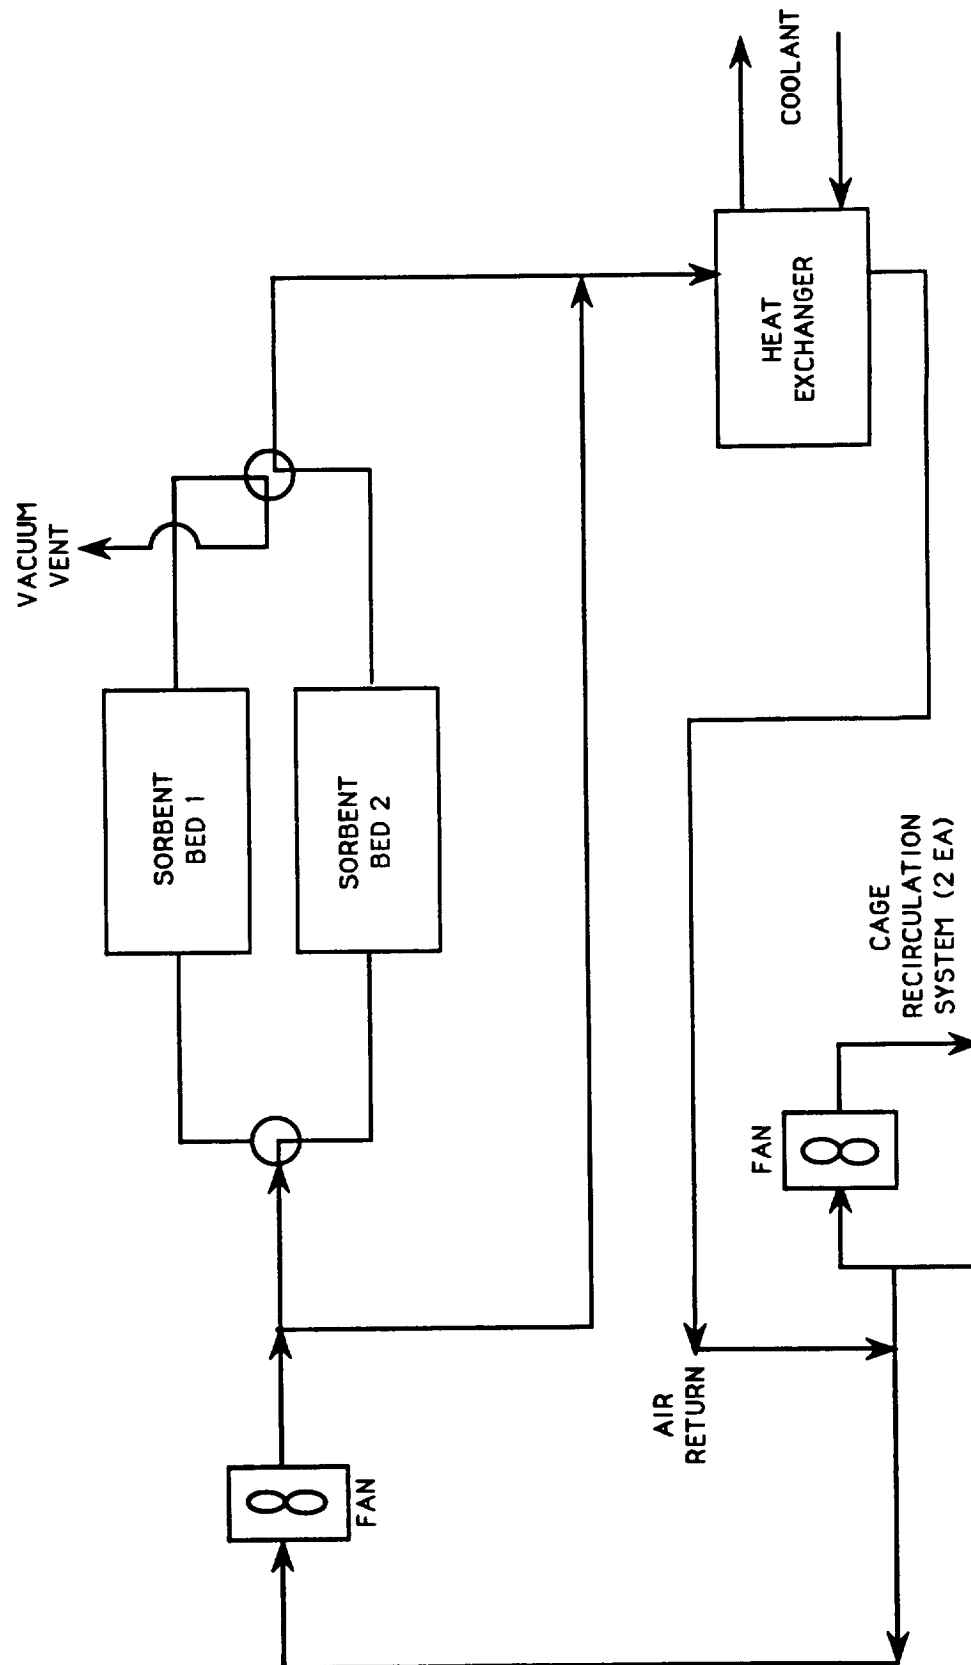 VACUUM
VENT
COOLANT
SORBENT
BED 1
SORBENT
BED 2
HEAT
EXCHANGER
FAN
AIR
RETURN
FAN
CAGE
RECIRCULATION
SYSTEM (2 EA)